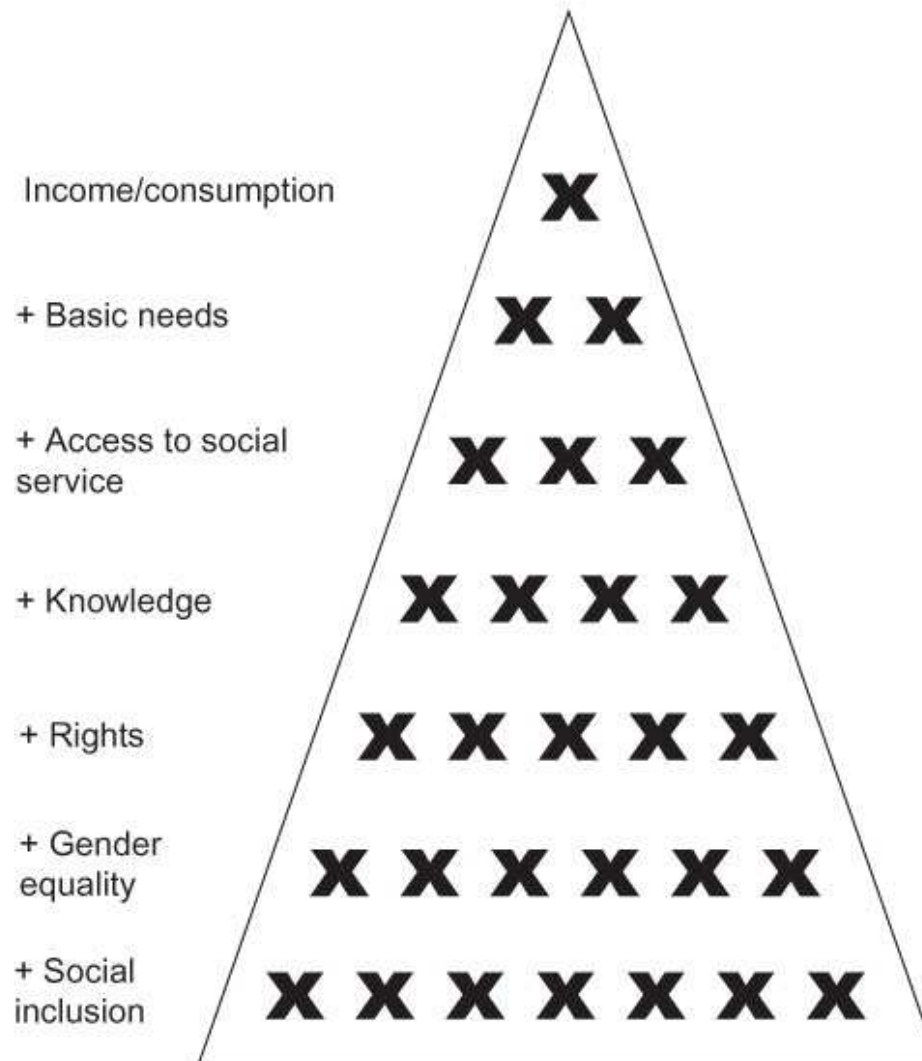 Income/consumption
X
+ Basic needs
X X
+ Access to social
service
X X X
+ Knowledge
X X X X
+ Rights
X X X X X
+ Gender
equality
X X X X X X
+ Social
inclusion
X X X X X X X